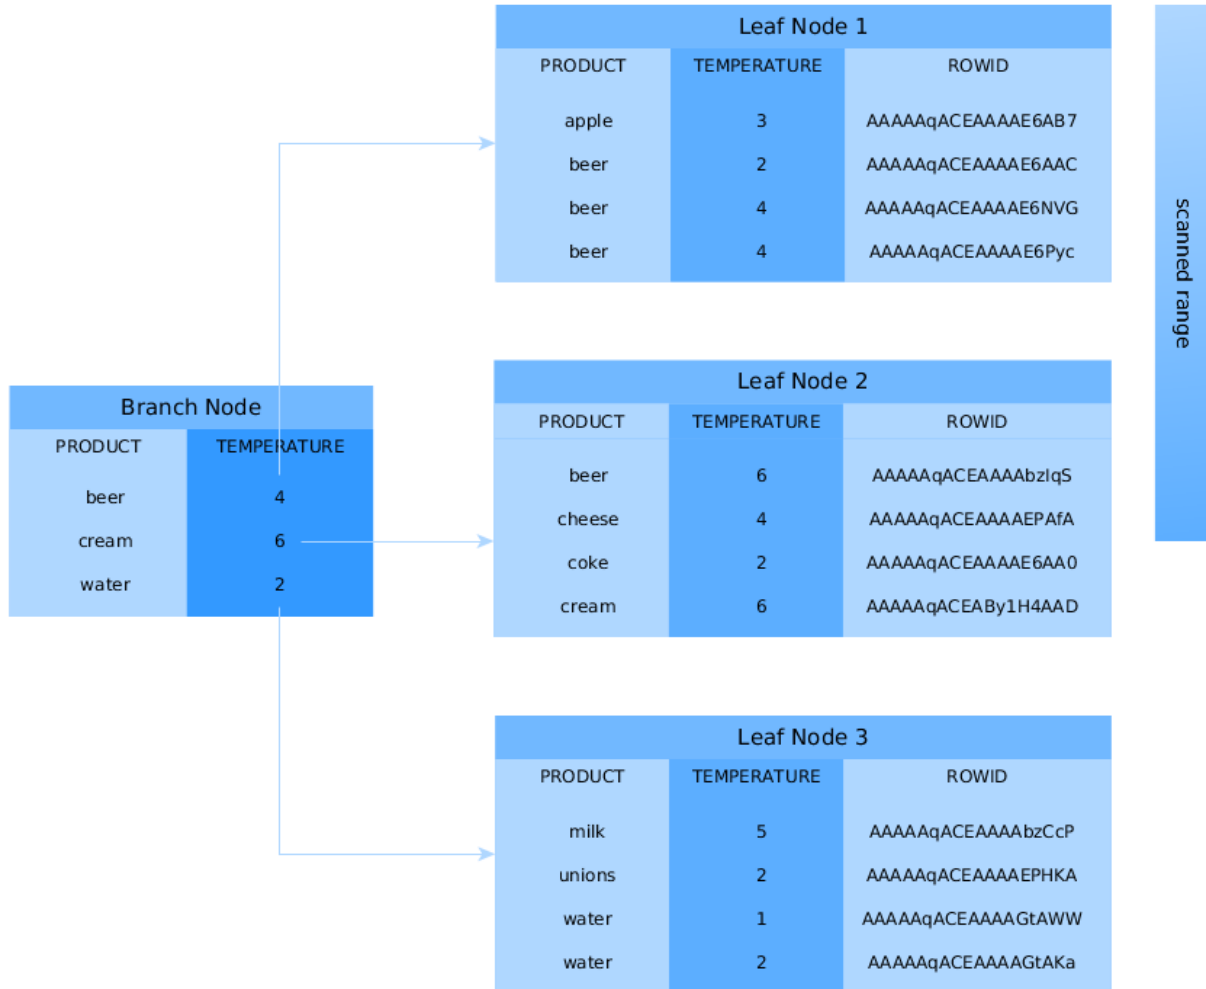 Leaf Node 1
PRODUCT TEMPERATURE ROWID
apple 3 AAAAAqACEAAAAE6AB7
beer 2 AAAAAqACEAAAAE6AAC
beer 4 AAAAAqACEAAAAE6NVG
beer 4 AAAAAqACEAAAAE6Pyc
scanned range
Branch Node
PRODUCT TEMPERATURE
beer 4
cream 6
water 2
Leaf Node 2
PRODUCT TEMPERATURE ROWID
beer 6 AAAAAqACEAAAAbzIqS
cheese 4 AAAAAqACEAAAAEPAfA
coke 2 AAAAAqACEAAAAE6AA0
cream 6 AAAAAqACEABy1H4AAD
Leaf Node 3
PRODUCT TEMPERATURE ROWID
milk 5 AAAAAqACEAAAAbzCcP
unions 2 AAAAAqACEAAAAEPHKA
water 1 AAAAAqACEAAAAGtAWW
water 2 AAAAAqACEAAAAGtAKa